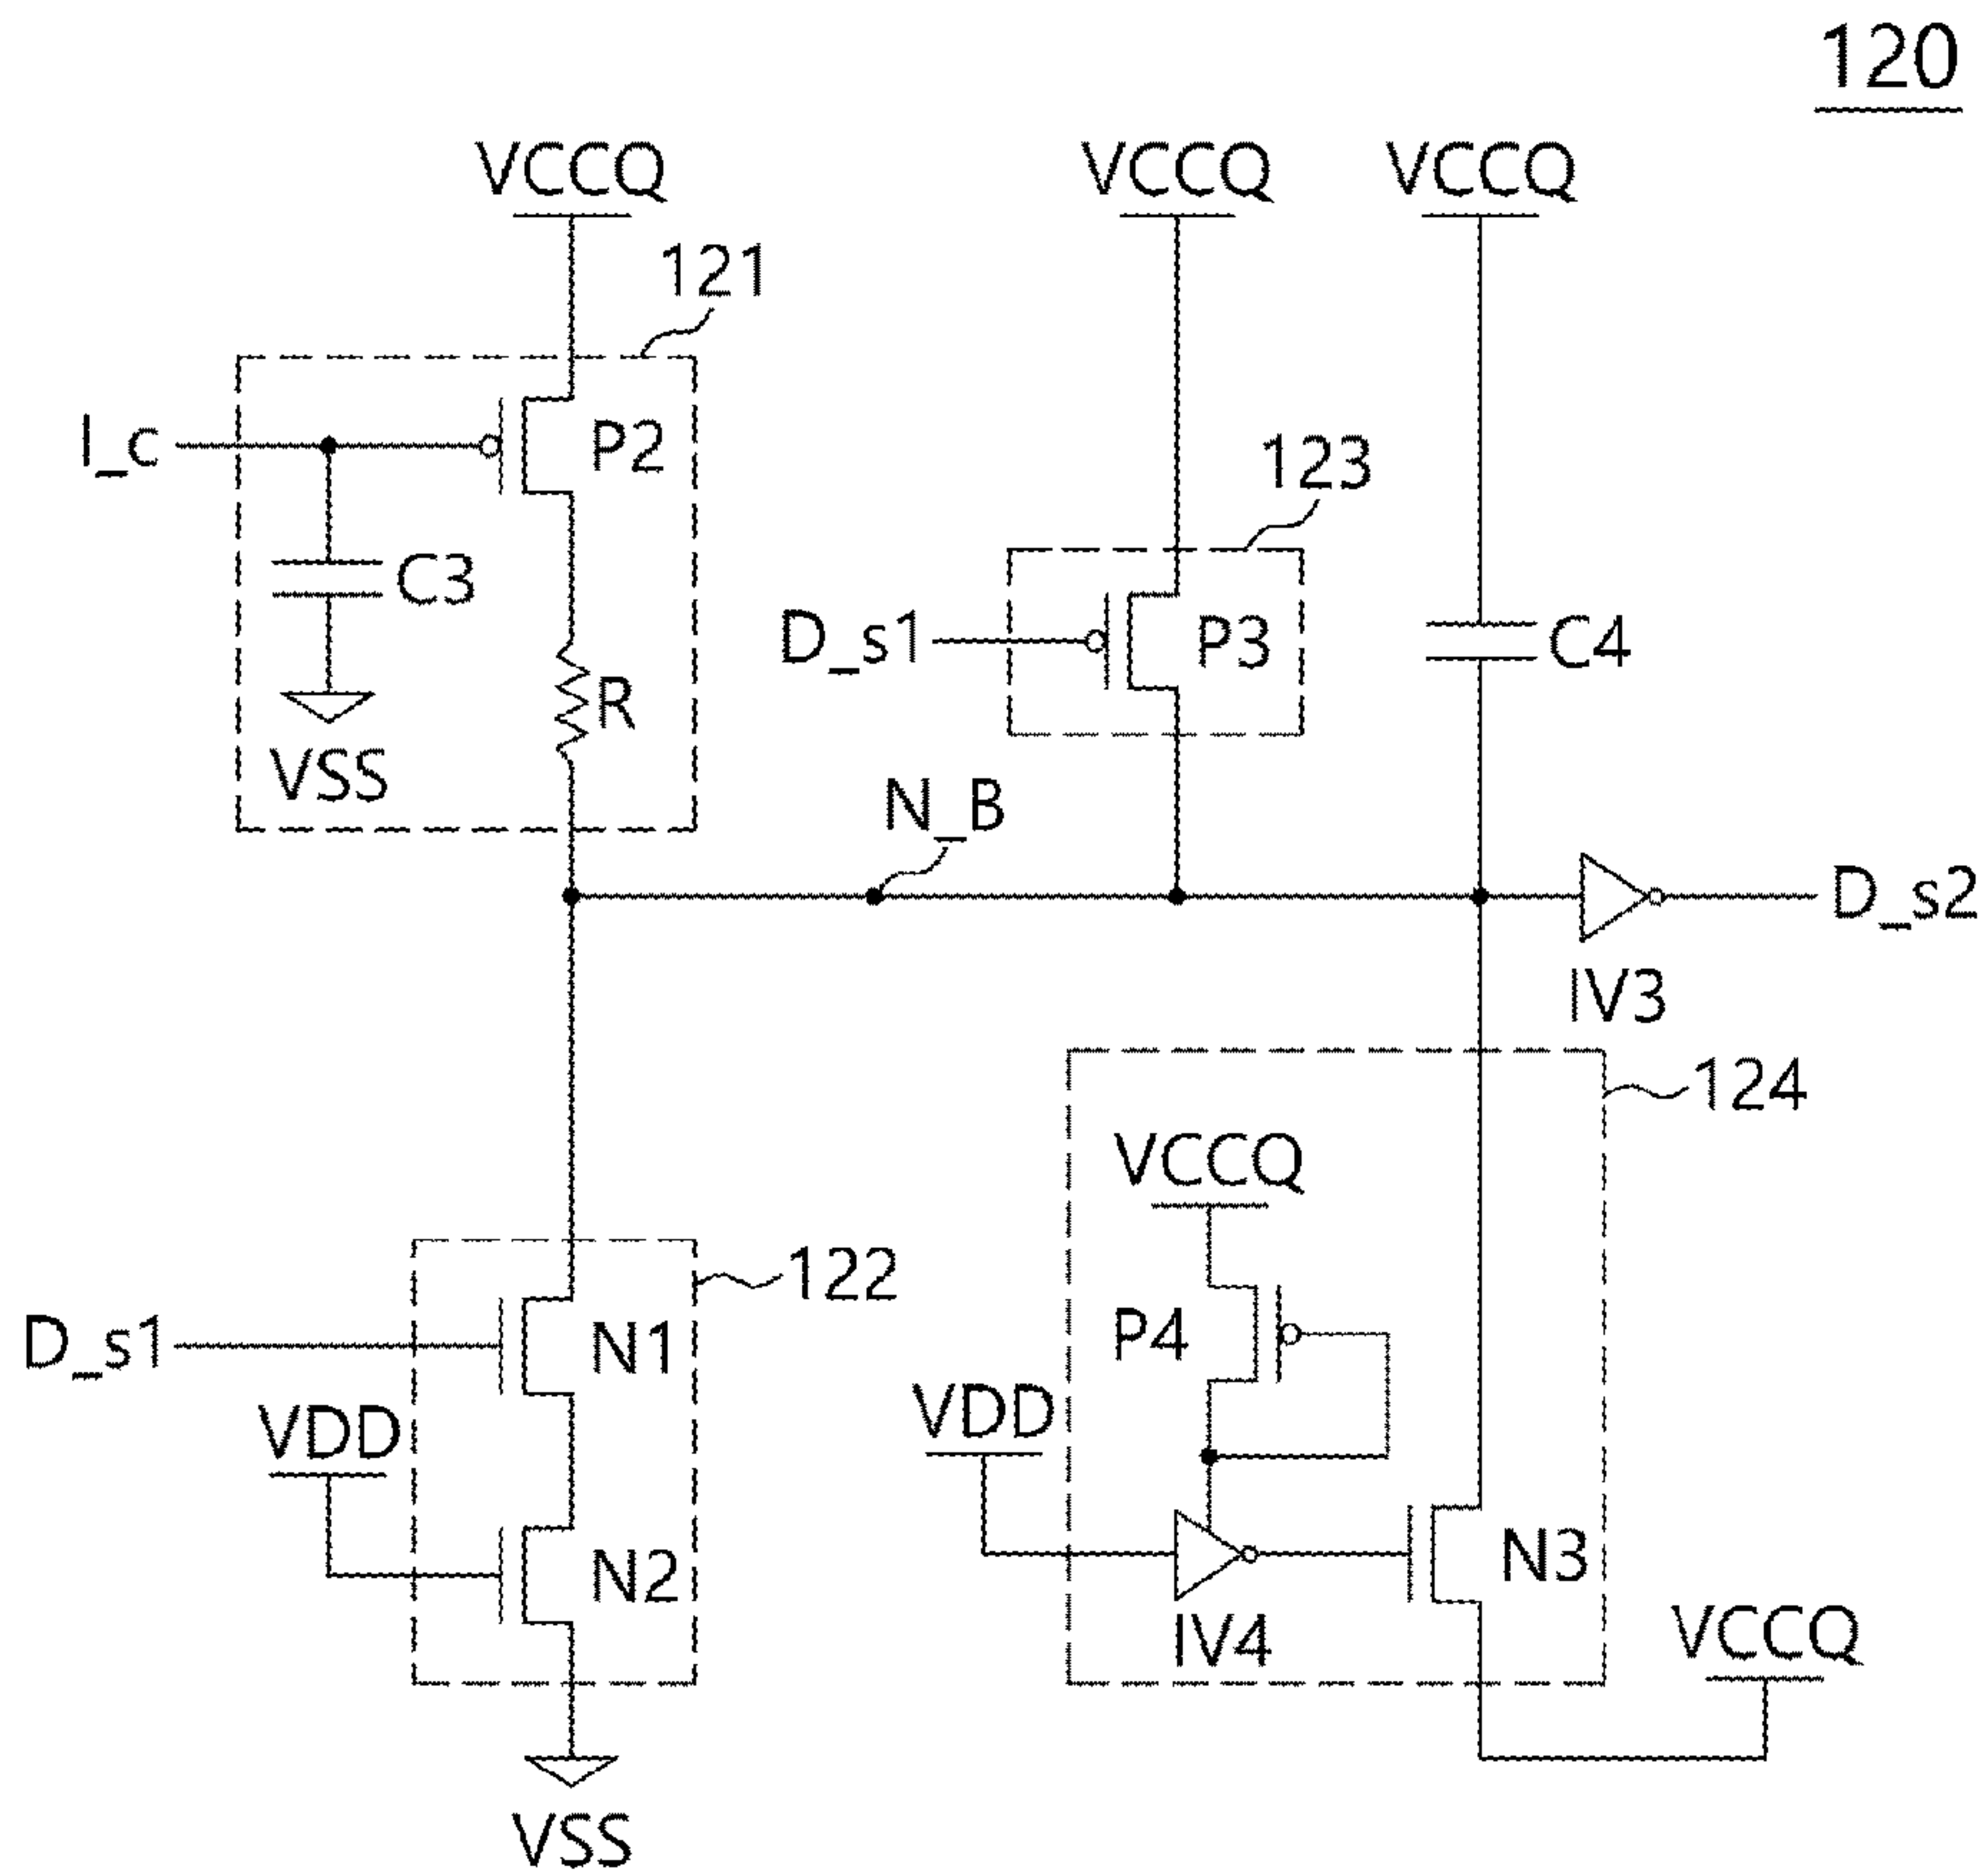 120
VCCQ
VCCQ
VCCQ
121
I_c
P2
123
C3
D_s1
P3
C4
R
VSS
N_B
D_s2
IV3
124
VCCQ
122
D_s1
N1
P4
VDD
VDD
N2
N3
IV4
VCCQ
VSS